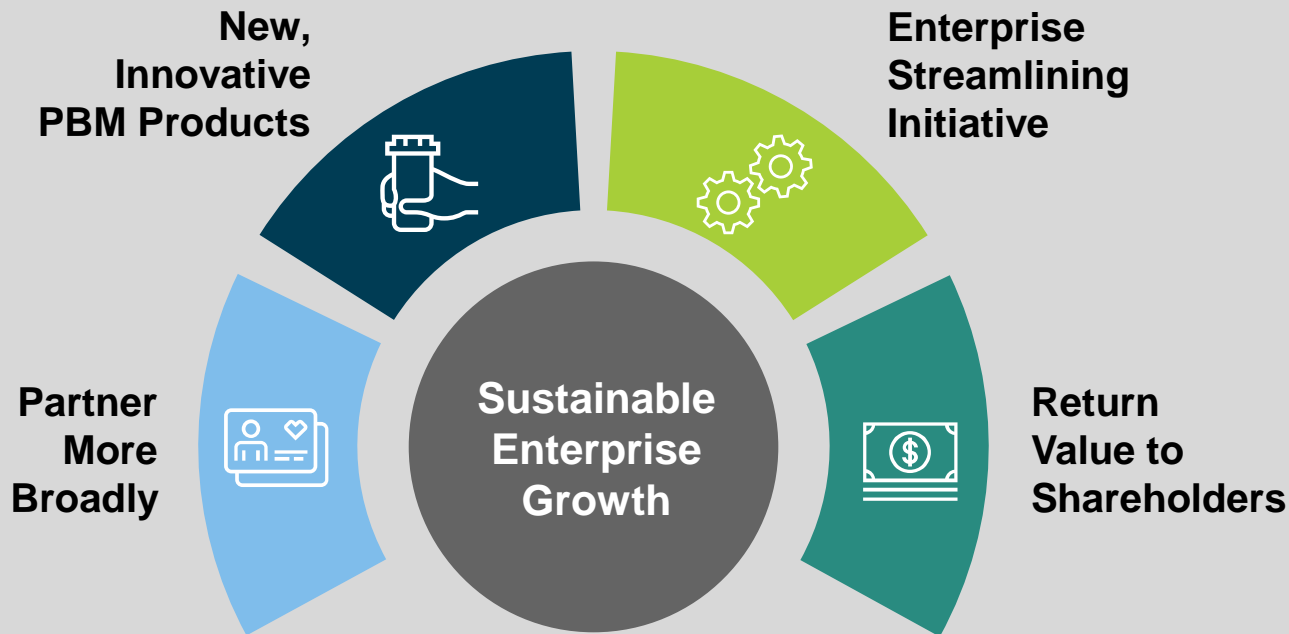 New,
Innovative
PBM Products
Enterprise
Streamlining
Initiative
Partner
More
Broadly
Sustainable
Enterprise
Growth
$
Return
Value to
Shareholders